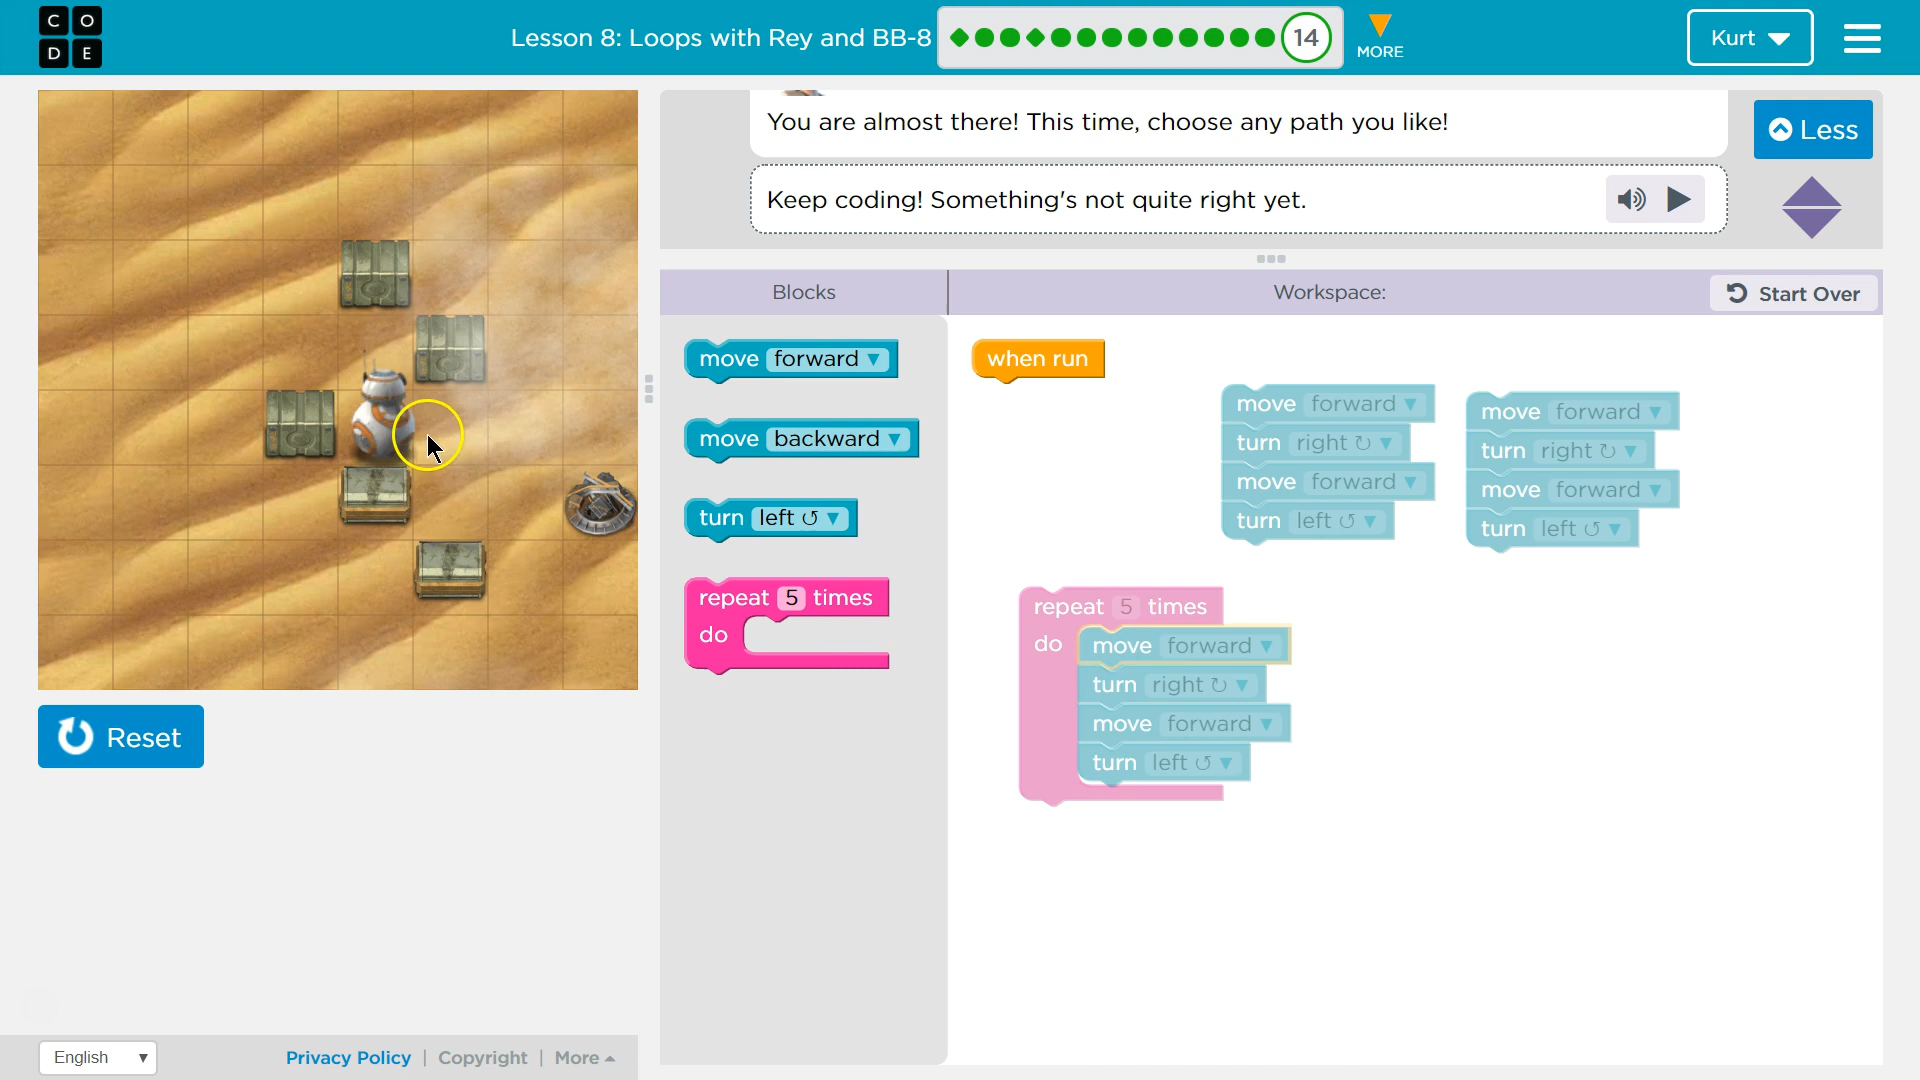 C O
D E
Lesson 8: Loops with Rey and BB-8
14
MORE
Kurt
You are almost there! This time, choose any path you like!
Keep coding! Something's not quite right yet.
Less
Blocks
Workspace:
Start Over
move forward ▼
move backward ▼
turn left ↺ ▼
repeat 5 times
do
when run
move forward ▼
turn right ↻ ▼
move forward ▼
turn left ↺ ▼
move forward ▼
turn right ↻ ▼
move forward ▼
turn left ↺ ▼
repeat 5 times
do
move forward ▼
turn right ↻ ▼
move forward ▼
turn left ↺ ▼
Reset
English ▼
Privacy Policy | Copyright | More